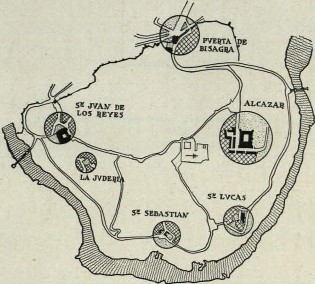 PVERTA DE
BISAGRA
Sᴺ JVAN DE
LOS REYES
ALCAZAR
LA JVDERIA
Sᴺ LVCAS
Sᴺ SEBASTIAN